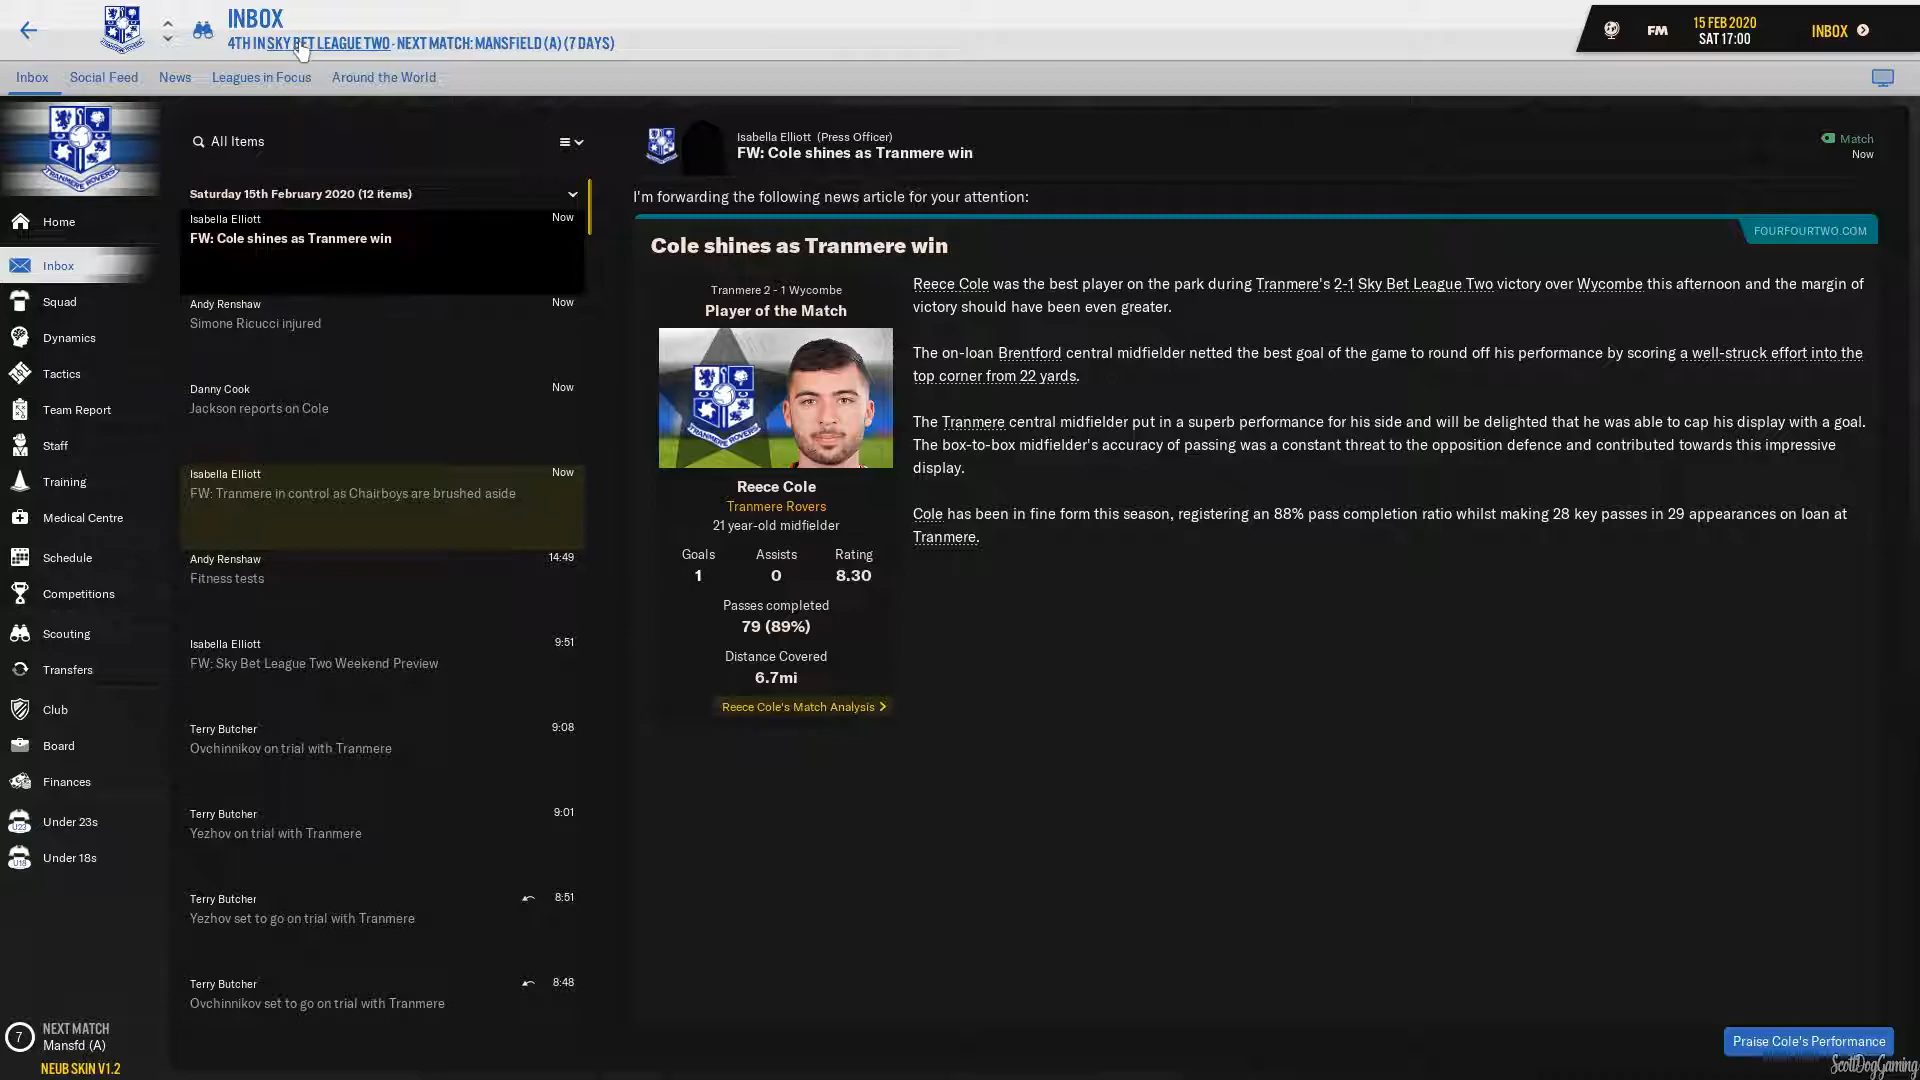 INBOX
4TH IN SKY BET LEAGUE TWO - NEXT MATCH: MANSFIELD (A) (7 DAYS)
FM
15 FEB 2020
SAT 17:00
INBOX
Inbox
Social Feed
News
Leagues in Focus
Around the World
TRANMERE ROVERS
Home
Inbox
Squad
Dynamics
Tactics
Team Report
Staff
Training
Medical Centre
Schedule
Competitions
Scouting
Transfers
Club
Board
Finances
U23
Under 23s
U18
Under 18s
7
NEXT MATCH
Mansfd (A)
NEUB SKIN V1.2
All Items
Saturday 15th February 2020 (12 items)
Isabella Elliott
Now
FW: Cole shines as Tranmere win
Andy Renshaw
Now
Simone Ricucci injured
Danny Cook
Now
Jackson reports on Cole
Isabella Elliott
Now
FW: Tranmere in control as Chairboys are brushed aside
Andy Renshaw
14:49
Fitness tests
Isabella Elliott
9:51
FW: Sky Bet League Two Weekend Preview
Terry Butcher
9:08
Ovchinnikov on trial with Tranmere
Terry Butcher
9:01
Yezhov on trial with Tranmere
Terry Butcher
8:51
Yezhov set to go on trial with Tranmere
Terry Butcher
8:48
Ovchinnikov set to go on trial with Tranmere
Isabella Elliott (Press Officer)
FW: Cole shines as Tranmere win
Match
Now
I'm forwarding the following news article for your attention:
FOURFOURTWO.COM
Cole shines as Tranmere win
Tranmere 2 - 1 Wycombe
Player of the Match
TRANMERE ROVERS
Reece Cole
Tranmere Rovers
21 year-old midfielder
Goals Assists Rating
1 0 8.30
Passes completed
79 (89%)
Distance Covered
6.7mi
Reece Cole's Match Analysis
Reece Cole was the best player on the park during Tranmere's 2-1 Sky Bet League Two victory over Wycombe this afternoon and the margin of
victory should have been even greater.
The on-loan Brentford central midfielder netted the best goal of the game to round off his performance by scoring a well-struck effort into the
top corner from 22 yards.
The Tranmere central midfielder put in a superb performance for his side and will be delighted that he was able to cap his display with a goal.
The box-to-box midfielder's accuracy of passing was a constant threat to the opposition defence and contributed towards this impressive
display.
Cole has been in fine form this season, registering an 88% pass completion ratio whilst making 28 key passes in 29 appearances on loan at
Tranmere.
Praise Cole's Performance
ScottDogGaming